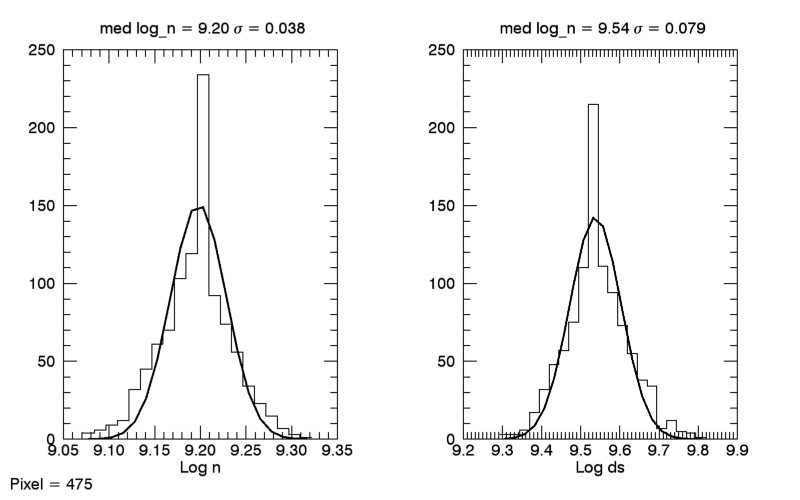 med log_n = 9.20 σ = 0.038
250
200
150
100
50
0
9.05 9.10 9.15 9.20 9.25 9.30 9.35
Log n
med log_n = 9.54 σ = 0.079
250
200
150
100
50
0
9.2 9.3 9.4 9.5 9.6 9.7 9.8 9.9
Log ds
Pixel = 475